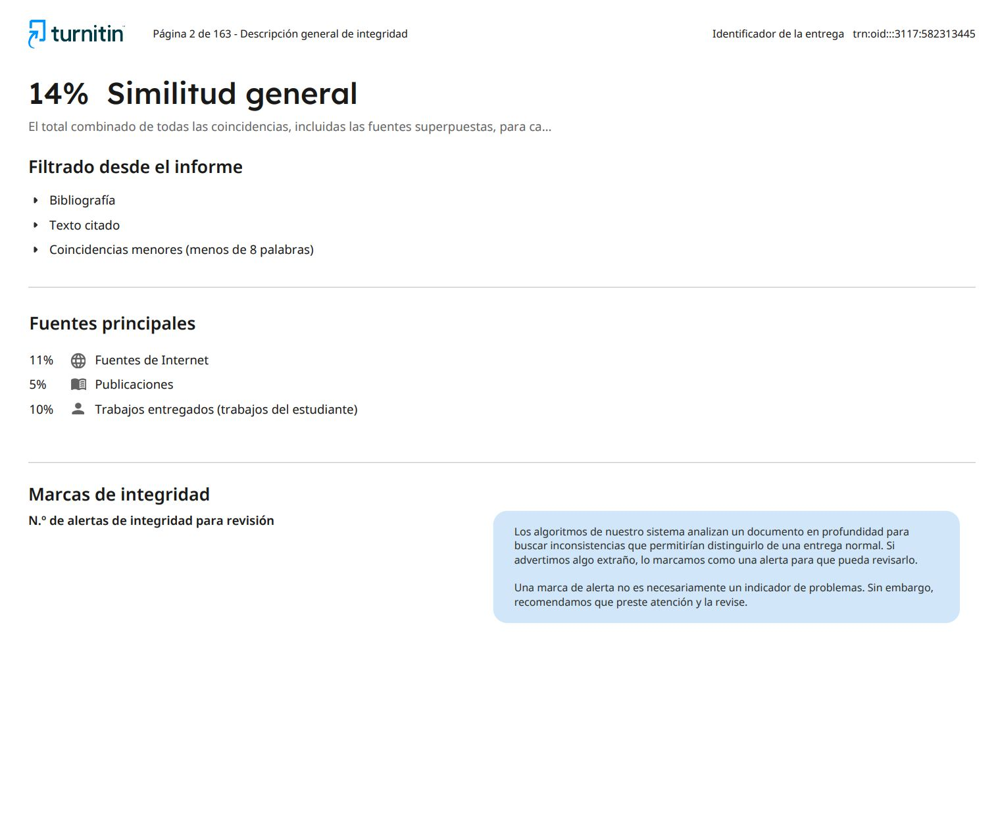 turnitin Página 2 de 163 - Descripción general de integridad Identificador de la entrega trn:oid:::3117:582313445
14% Similitud general
El total combinado de todas las coincidencias, incluidas las fuentes superpuestas, para ca...
Filtrado desde el informe
Bibliografía
Texto citado
Coincidencias menores (menos de 8 palabras)
Fuentes principales
11% Fuentes de Internet
5% Publicaciones
10% Trabajos entregados (trabajos del estudiante)
Marcas de integridad
N.º de alertas de integridad para revisión
Los algoritmos de nuestro sistema analizan un documento en profundidad para
buscar inconsistencias que permitirían distinguirlo de una entrega normal. Si
advertimos algo extraño, lo marcamos como una alerta para que pueda revisarlo.
Una marca de alerta no es necesariamente un indicador de problemas. Sin embargo,
recomendamos que preste atención y la revise.